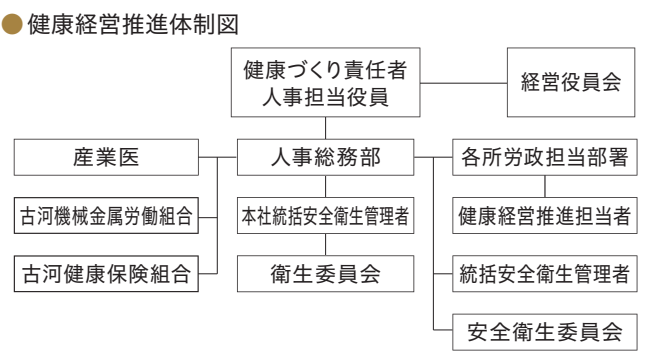 ●健康経営推進体制図
健康づくり責任者
人事担当役員
経営役員会
産業医
人事総務部
各所労政担当部署
古河機械金属労働組合
本社統括安全衛生管理者
健康経営推進担当者
古河健康保険組合
衛生委員会
統括安全衛生管理者
安全衛生委員会